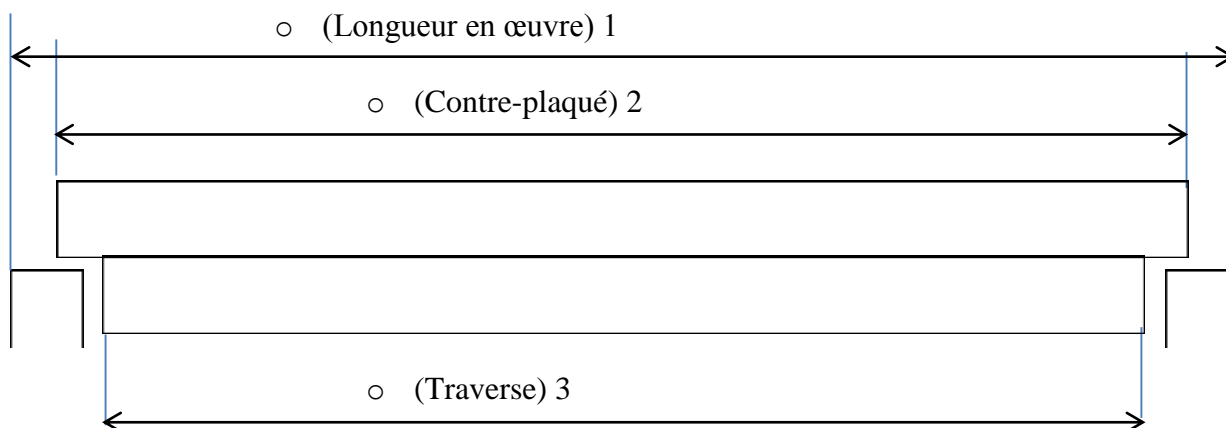 o (Longueur en œuvre) 1
o (Contre-plaqué) 2
o (Traverse) 3